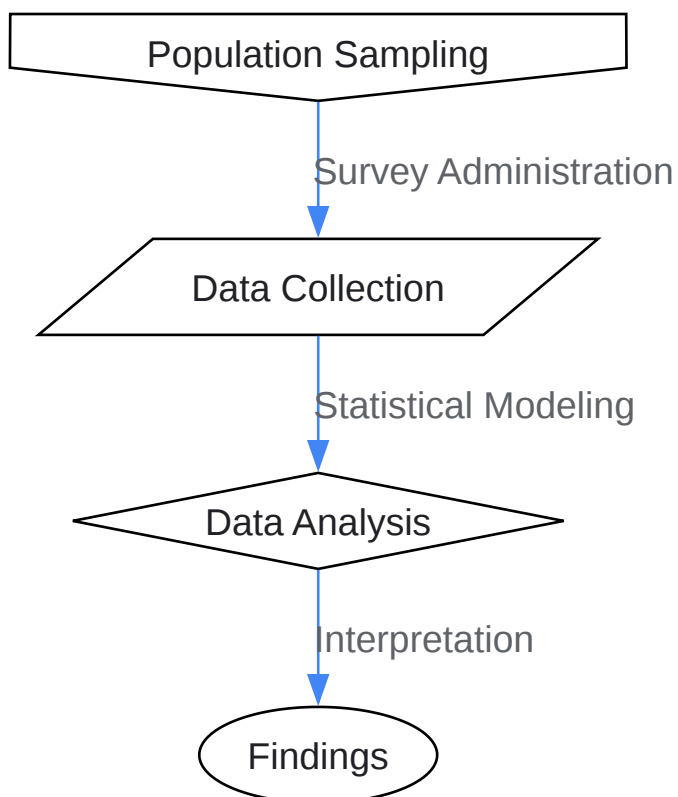 Population Sampling
Survey Administration
Data Collection
Statistical Modeling
Data Analysis
Interpretation
Findings